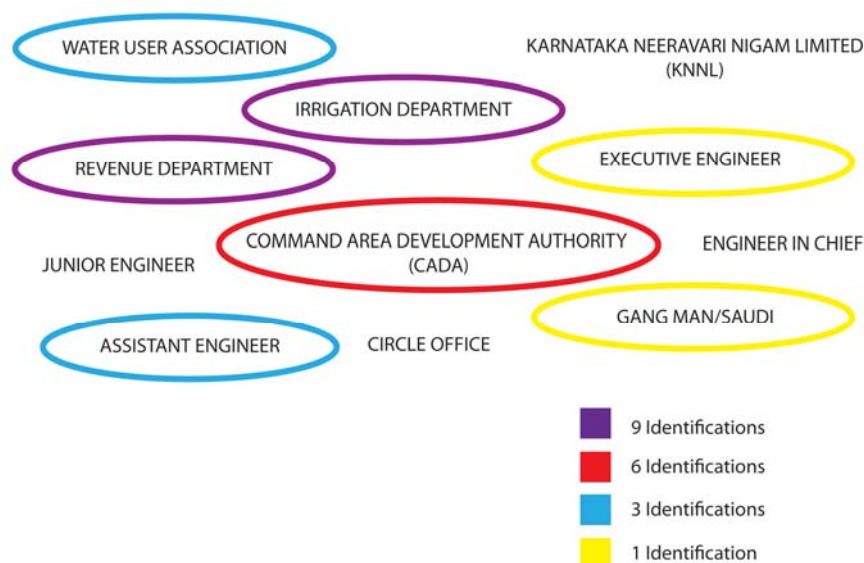 WATER USER ASSOCIATION
KARNATAKA NEERAVARI NIGAM LIMITED
(KNNL)
IRRIGATION DEPARTMENT
REVENUE DEPARTMENT
EXECUTIVE ENGINEER
COMMAND AREA DEVELOPMENT AUTHORITY
(CADA)
ENGINEER IN CHIEF
JUNIOR ENGINEER
GANG MAN/SAUDI
ASSISTANT ENGINEER
CIRCLE OFFICE
9 Identifications
6 Identifications
3 Identifications
1 Identification